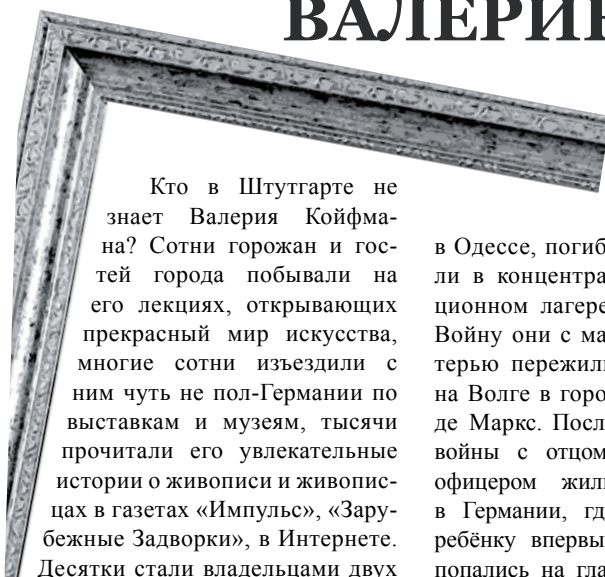 ВАЛЕРИЕ
Кто в Штутгарте не
знает Валерия Койфма-
на? Сотни горожан и гос-
тей города побывали на
его лекциях, открывающих
прекрасный мир искусства,
многие сотни изъездили с
ним чуть не пол-Германии по
выставкам и музеям, тысячи
прочитали его увлекательные
истории о живописи и живопис-
цах в газетах «Импульс», «Зару-
бежные Задворки», в Интернете.
Десятки стали владельцами двух
в Одессе, погиб-
ли в концентра-
ционном лагере
Войну они с ма-
терью пережил
на Волге в горо-
де Маркс. Посл
войны с отцом
офицером жил
в Германии, гд
ребёнку впервы
попались на гла